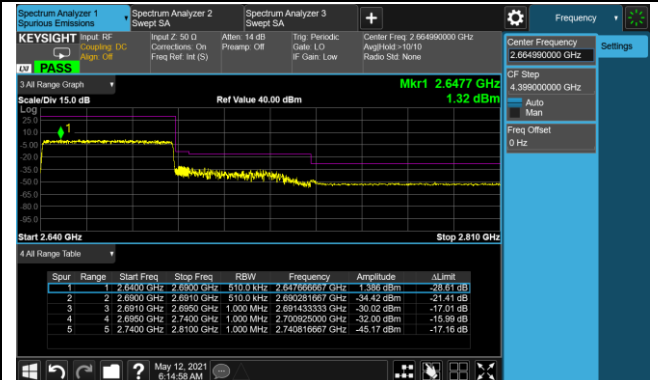 Spectrum Analyzer 1
Spurious Emissions
Spectrum Analyzer 2
Swept SA
Spectrum Analyzer 3
Swept SA
+
Frequency
KEYSIGHT
Input: RF
Coupling: DC
Align: Off
Input Z: 50 Ω
Corrections: On
Freq Ref: Int (S)
Atten: 14 dB
Preamp: Off
Trig: Periodic
Gate: LO
IF Gain: Low
Center Freq: 2.664990000 GHz
Avg|Hold:>10/10
Radio Std: None
LXI PASS
Center Frequency
2.664990000 GHz
Settings
CF Step
4.399000000 GHz
Auto
Man
Freq Offset
0 Hz
3 All Range Graph
Mkr1 2.6477 GHz
1.32 dBm
Scale/Div 15.0 dB
Ref Value 40.00 dBm
Log
25.0
10.0
-5.00
-20.0
-35.0
-50.0
-65.0
-80.0
-95.0
1
Start 2.640 GHz
Stop 2.810 GHz
4 All Range Table
Spur Range Start Freq Stop Freq RBW Frequency Amplitude ΔLimit
1 1 2.6400 GHz 2.6900 GHz 510.0 kHz 2.647666667 GHz 1.386 dBm -28.61 dB
2 2 2.6900 GHz 2.6910 GHz 510.0 kHz 2.690281667 GHz -34.42 dBm -21.41 dB
3 3 2.6910 GHz 2.6950 GHz 1.000 MHz 2.691433333 GHz -30.02 dBm -17.01 dB
4 4 2.6950 GHz 2.7400 GHz 1.000 MHz 2.700925000 GHz -32.00 dBm -15.99 dB
5 5 2.7400 GHz 2.8100 GHz 1.000 MHz 2.740816667 GHz -45.17 dBm -17.16 dB
?
May 12, 2021
6:14:58 AM